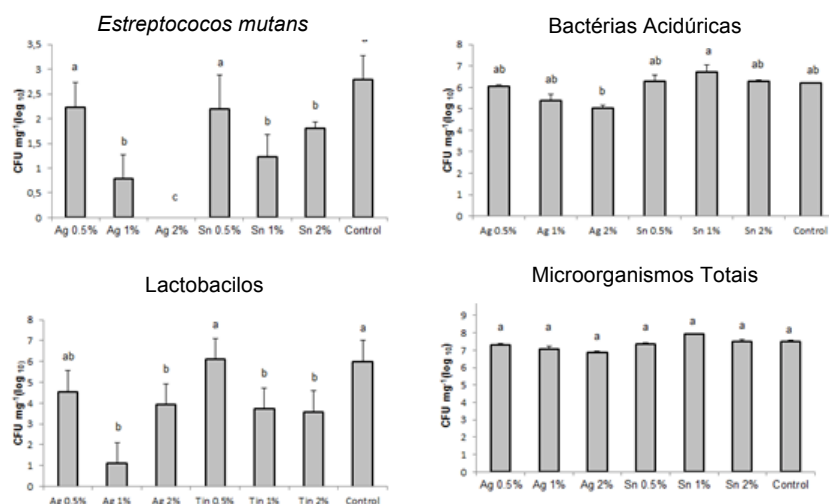 Estreptococos mutans
CFU mg⁻¹(log ₁₀)
3,5
3
2,5
2
1,5
1
0,5
0
a
b
c
a
b
b
Ag 0.5% Ag 1% Ag 2% Sn 0.5% Sn 1% Sn 2% Control
Bactérias Acidúricas
CFU mg⁻¹(log ₁₀)
8
7
6
5
4
3
2
1
0
ab
ab
b
ab
a
ab
ab
Ag 0.5% Ag 1% Ag 2% Sn 0.5% Sn 1% Sn 2% Control
Lactobacilos
CFU mg⁻¹(log ₁₀)
8
7
6
5
4
3
2
1
0
ab
b
b
a
b
b
a
Ag 0.5% Ag 1% Ag 2% Tin 0.5% Tin 1% Tin 2% Control
Microorganismos Totais
CFU mg⁻¹(log ₁₀)
9
8
7
6
5
4
3
2
1
0
a
a
a
a
a
a
a
Ag 0.5% Ag 1% Ag 2% Sn 0.5% Sn 1% Sn 2% Control